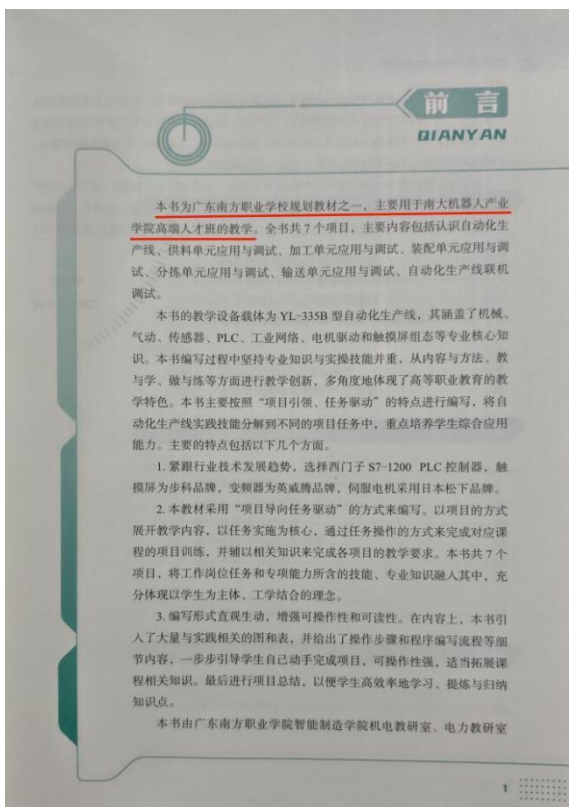 前言
QIANYAN
本书为广东南方职业学校规划教材之一，主要用于南大机器人产业
学院高端人才班的教学。全书共7个项目，主要内容包括认识自动化生
产线、供料单元应用与调试、加工单元应用与调试、装配单元应用与调
试、分拣单元应用与调试、输送单元应用与调试、自动化生产线联机
调试。
本书的教学设备载体为 YL-335B 型自动化生产线，其涵盖了机械、
气动、传感器、PLC、工业网络、电机驱动和触摸屏组态等专业核心知
识。本书编写过程中坚持专业知识与实操技能并重，从内容与方法、教
与学、做与练等方面进行教学创新，多角度地体现了高等职业教育的教
学特色。本书主要按照“项目引领、任务驱动”的特点进行编写，将自
动化生产线实践技能分解到不同的项目任务中，重点培养学生综合应用
能力。主要的特点包括以下几个方面。
1. 紧跟行业技术发展趋势，选择西门子 S7-1200 PLC 控制器，触
摸屏为步科品牌，变频器为英威腾品牌，伺服电机采用日本松下品牌。
2. 本教材采用“项目导向任务驱动”的方式来编写。以项目的方式
展开教学内容，以任务实施为核心，通过任务操作的方式来完成对应课
程的项目训练，并辅以相关知识来完成各项目的教学要求。本书共7个
项目，将工作岗位任务和专项能力所含的技能、专业知识融入其中，充
分体现以学生为主体、工学结合的理念。
3. 编写形式直观生动，增强可操作性和可读性。在内容上，本书引
入了大量与实践相关的图和表，并给出了操作步骤和程序编写流程等细
节内容，一步步引导学生自己动手完成项目，可操作性强，适当拓展课
程相关知识。最后进行项目总结，以便学生高效率地学习、提炼与归纳
知识点。
本书由广东南方职业学院智能制造学院机电教研室、电力教研室
1